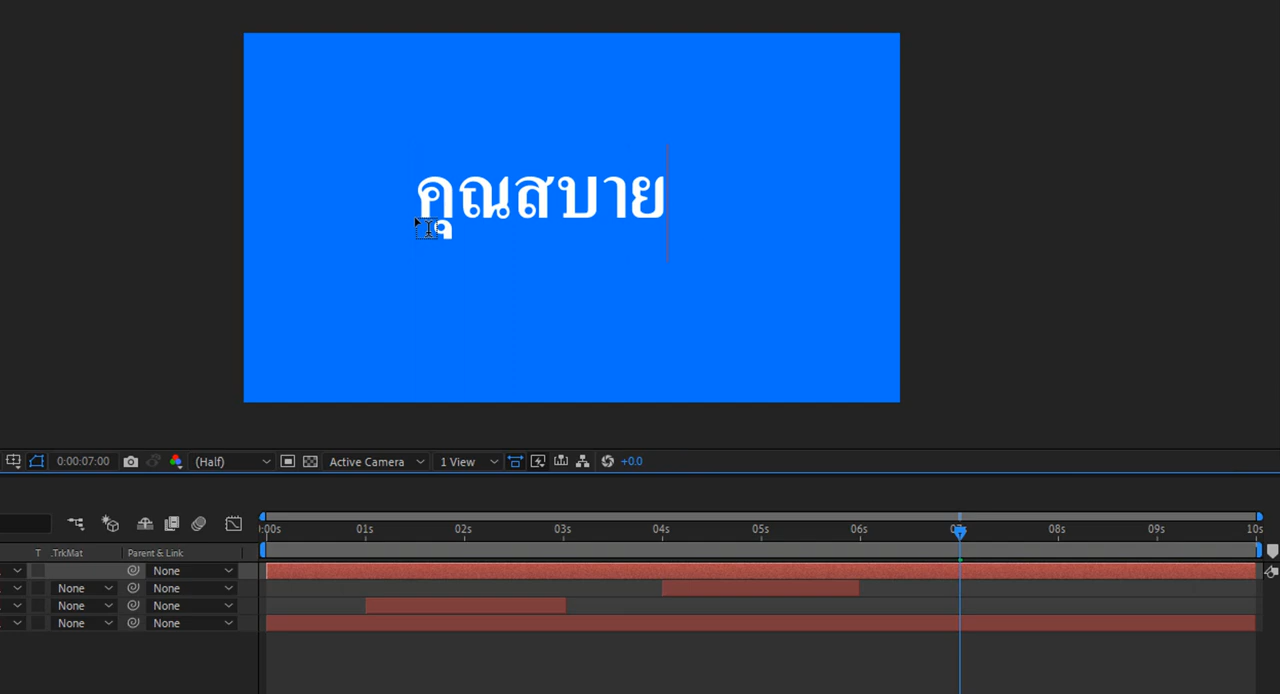 คุณสบาย
0:00:07:00
(Half)
Active Camera
1 View
+0.0
:00s 01s 02s 03s 04s 05s 06s 07s 08s 09s 10s
T .TrkMat Parent & Link
None
None None
None None
None None